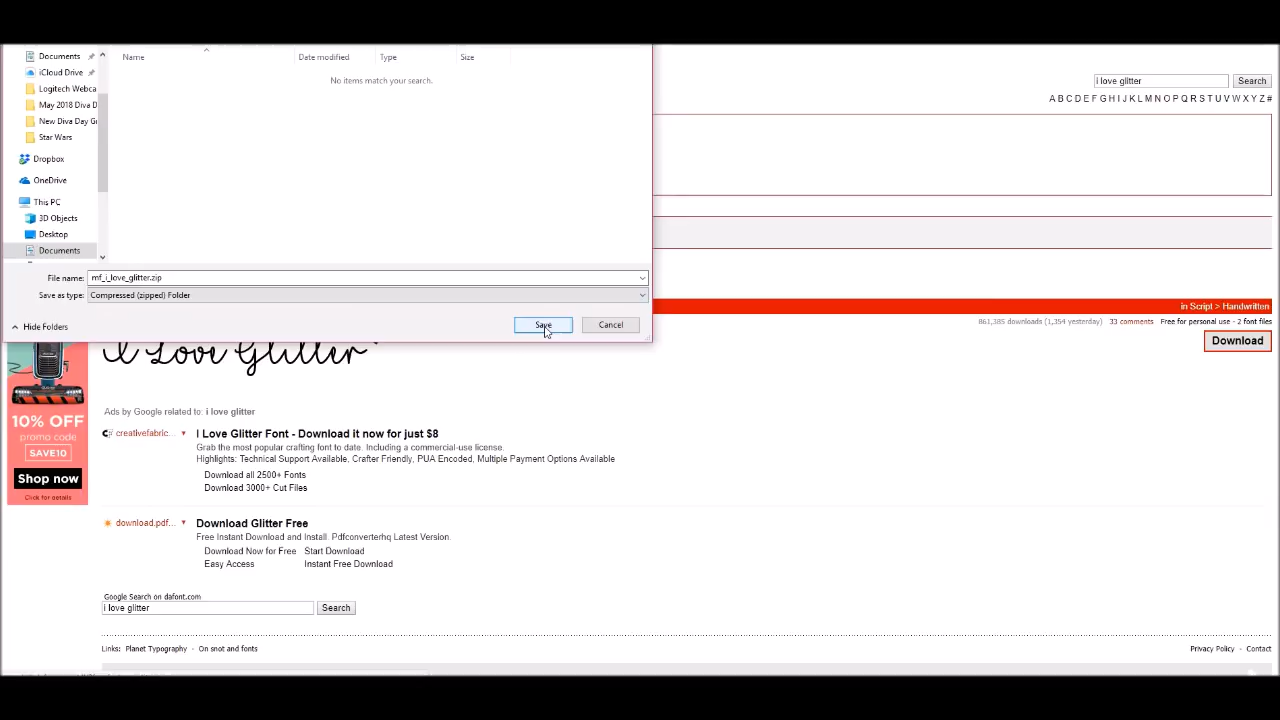 Name Date modified Type Size
No items match your search.
Documents
iCloud Drive
Logitech Webca
May 2018 Diva D
New Diva Day G
Star Wars
Dropbox
OneDrive
This PC
3D Objects
Desktop
Documents
File name: mf_i_love_glitter.zip
Save as type: Compressed (zipped) Folder
Hide Folders
Save Cancel
i love glitter Search
A B C D E F G H I J K L M N O P Q R S T U V W X Y Z #
in Script > Handwritten
861,385 downloads (1,354 yesterday) 33 comments Free for personal use - 2 font files
Download
I Love Glitter
10% OFF
promo code
SAVE10
Shop now
Click for details
Ads by Google related to: i love glitter
creativefabric... I Love Glitter Font - Download it now for just $8
Grab the most popular crafting font to date. Including a commercial-use license.
Highlights: Technical Support Available, Crafter Friendly, PUA Encoded, Multiple Payment Options Available
Download all 2500+ Fonts
Download 3000+ Cut Files
download.pdf... Download Glitter Free
Free Instant Download and Install. Pdfconverterhq Latest Version.
Download Now for Free Start Download
Easy Access Instant Free Download
Google Search on dafont.com
i love glitter Search
Links: Planet Typography - On snot and fonts
Privacy Policy - Contact